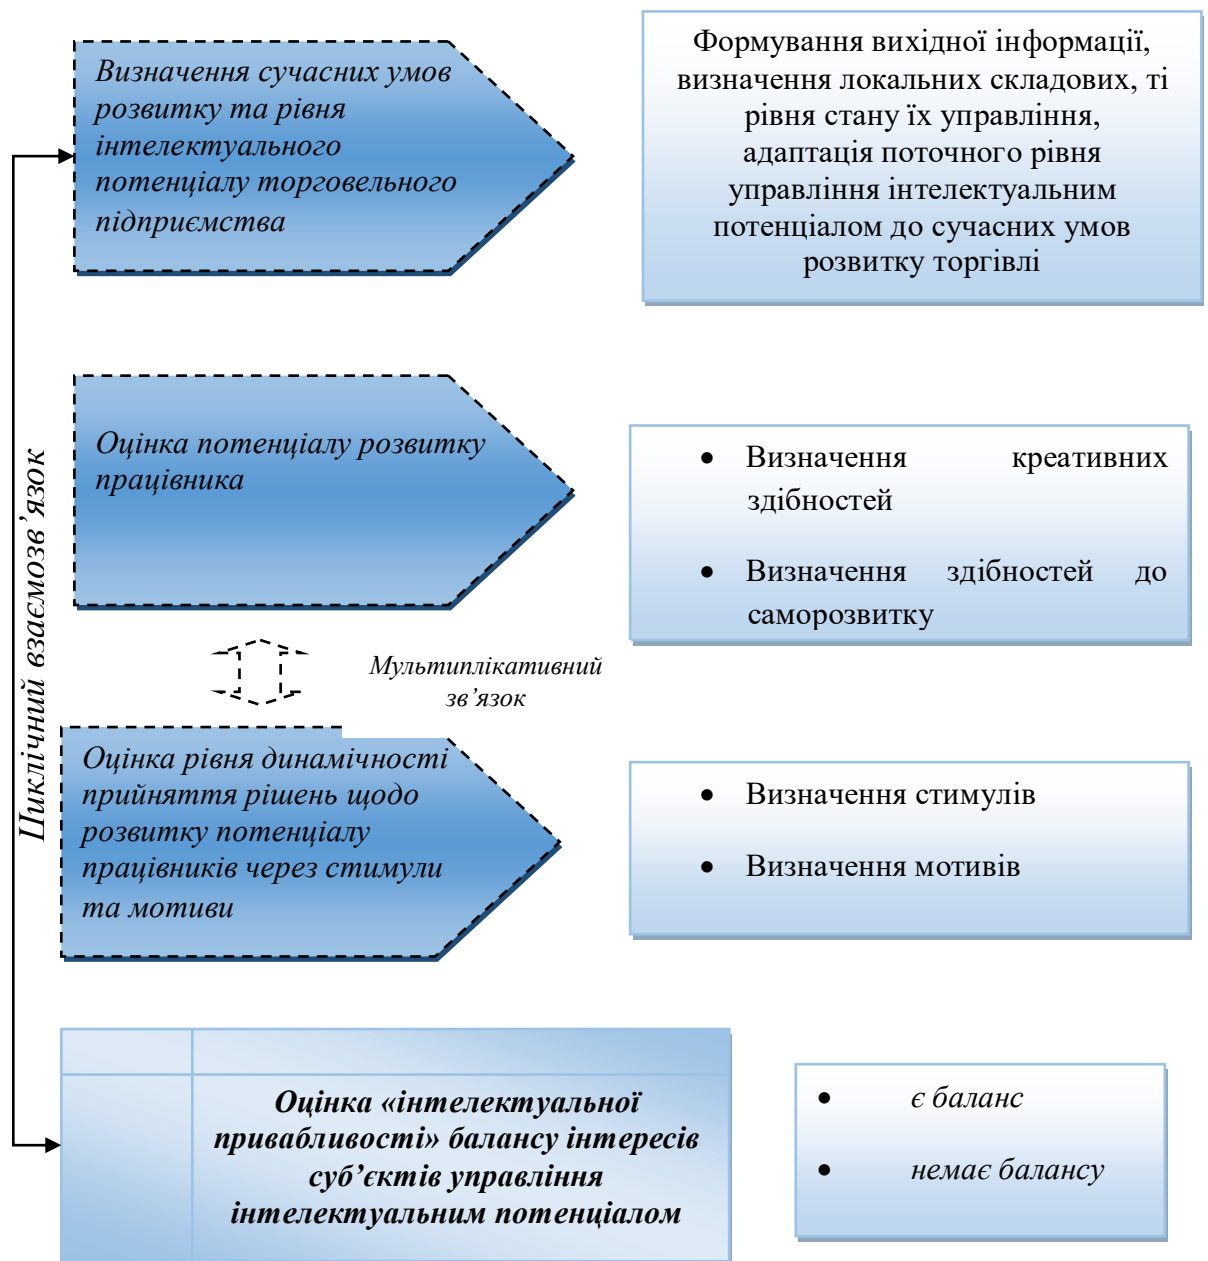 Визначення сучасних умов
розвитку та рівня
інтелектуального
потенціалу торговельного
підприємства
Формування вихідної інформації,
визначення локальних складових, ті
рівня стану їх управління,
адаптація поточного рівня
управління інтелектуальним
потенціалом до сучасних умов
розвитку торгівлі
Циклічний взаємозв’язок
Оцінка потенціалу розвитку
працівника
• Визначення креативних
здібностей
• Визначення здібностей до
саморозвитку
Мультиплікативний
зв’язок
Оцінка рівня динамічності
прийняття рішень щодо
розвитку потенціалу
працівників через стимули
та мотиви
• Визначення стимулів
• Визначення мотивів
Оцінка «інтелектуальної
привабливості» балансу інтересів
суб’єктів управління
інтелектуальним потенціалом
• є баланс
• немає балансу